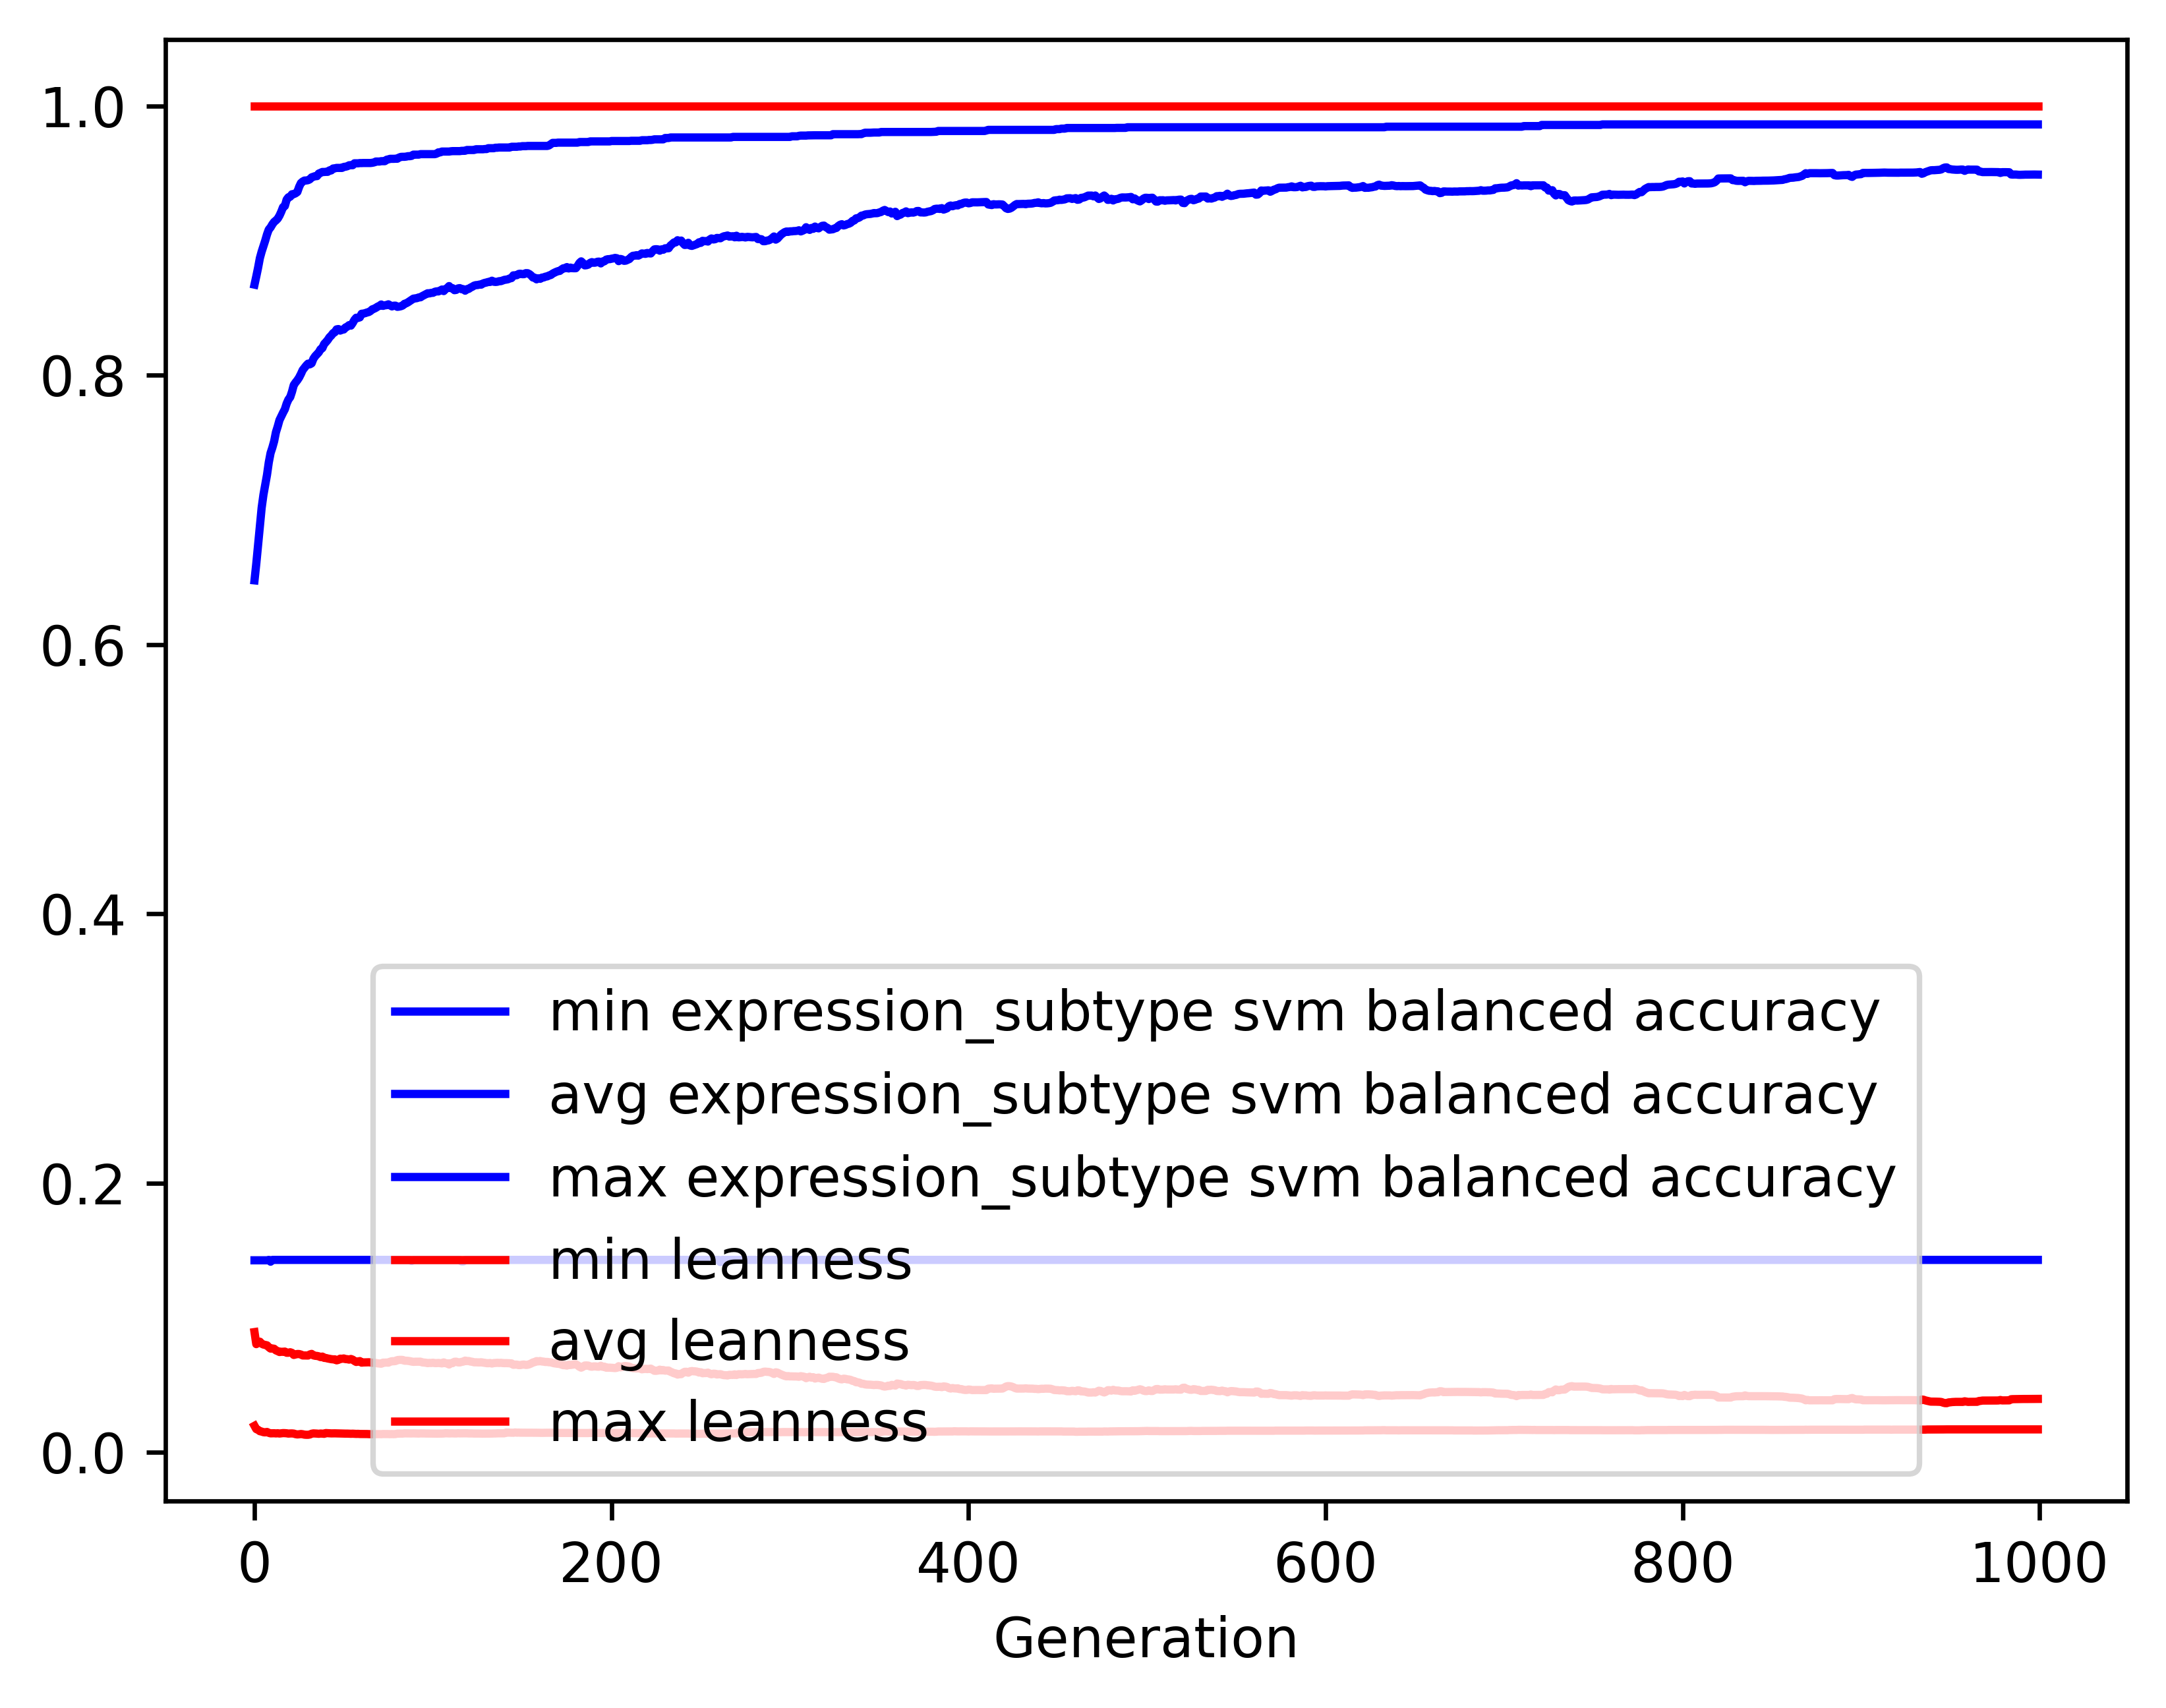 1.0
0.8
0.6
0.4
0.2
0.0
min expression_subtype svm balanced accuracy
avg expression_subtype svm balanced accuracy
max expression_subtype svm balanced accuracy
min leanness
avg leanness
max leanness
0 200 400 600 800 1000
Generation